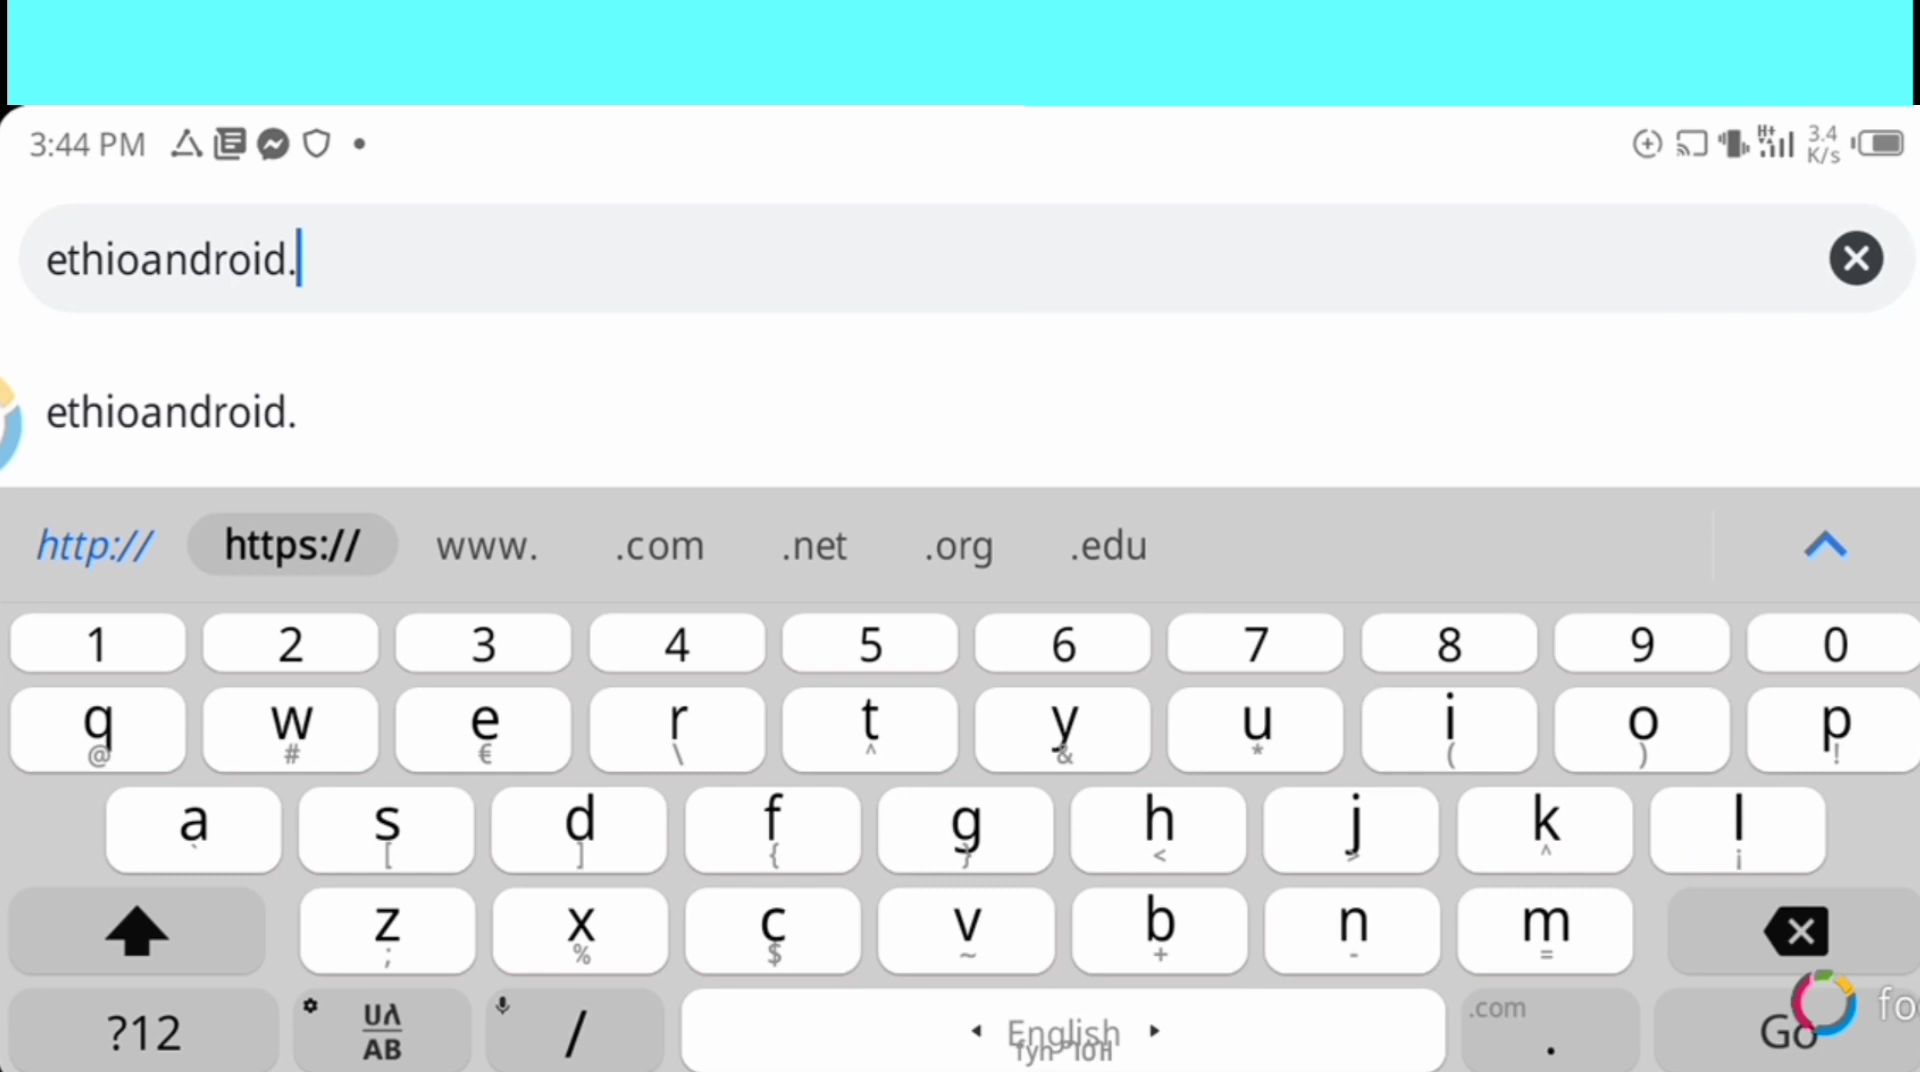 3:44 PM
3.4
K/s
ethioandroid.
ethioandroid.
http:// https:// www. .com .net .org .edu
1 2 3 4 5 6 7 8 9 0
q w e r t y u i o p
@ # € \ ^ & * ( ) !
a s d f g h j k l
` [ ] { } < > ^ ¡
z x c v b n m
; % $ ~ + - =
?12 AB / English .com . Go